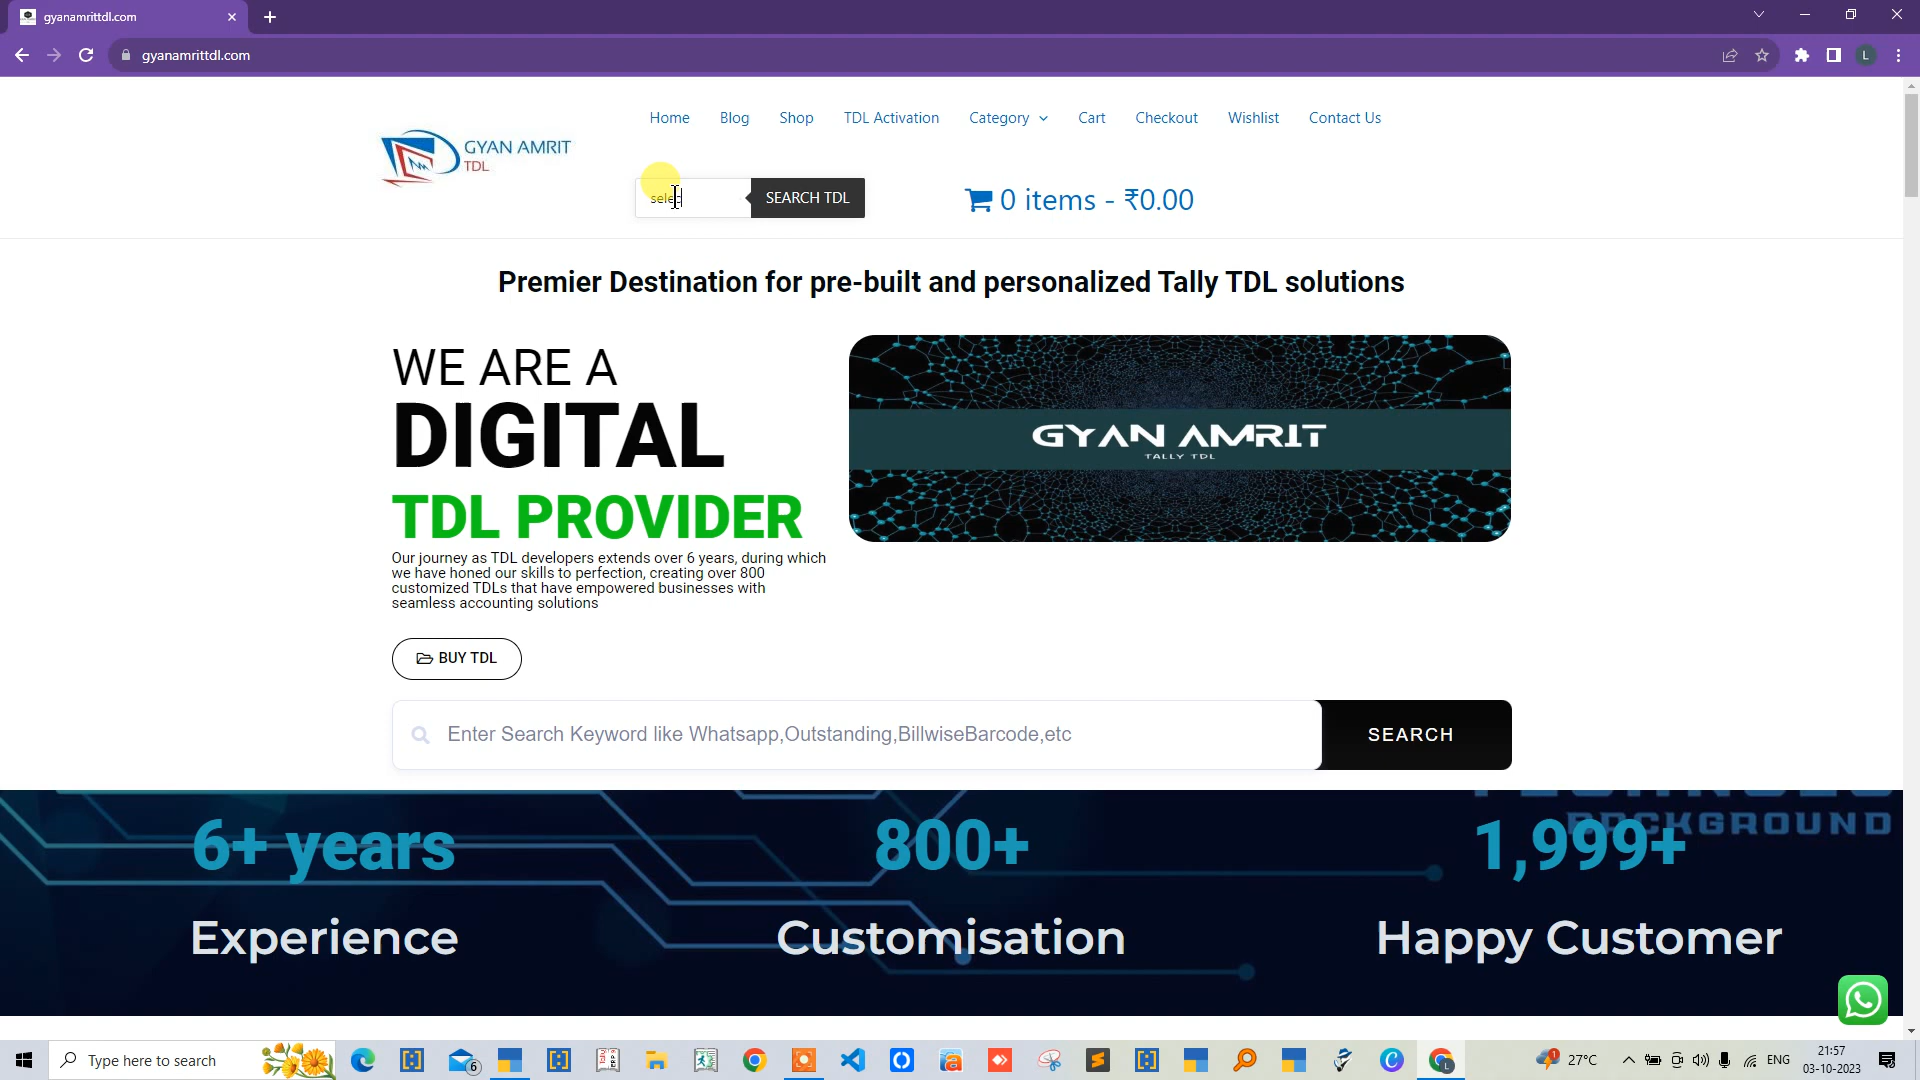 gyanamrittdl.com
gyanamrittdl.com
L
Home
Blog
Shop
TDL Activation
Category
Cart
Checkout
Wishlist
Contact Us
GYAN AMRIT
TDL
SEARCH TDL
0 items - ₹0.00
Premier Destination for pre-built and personalized Tally TDL solutions
WE ARE A
DIGITAL
TDL PROVIDER
Our journey as TDL developers extends over 6 years, during which
we have honed our skills to perfection, creating over 800
customized TDLs that have empowered businesses with
seamless accounting solutions
GYAN AMRIT
TALLY TDL
BUY TDL
Enter Search Keyword like Whatsapp,Outstanding,BillwiseBarcode,etc
SEARCH
BACKGROUND
6+ years
800+
1,999+
Experience
Customisation
Happy Customer
Type here to search
6
27°C
ENG
21:57
03-10-2023